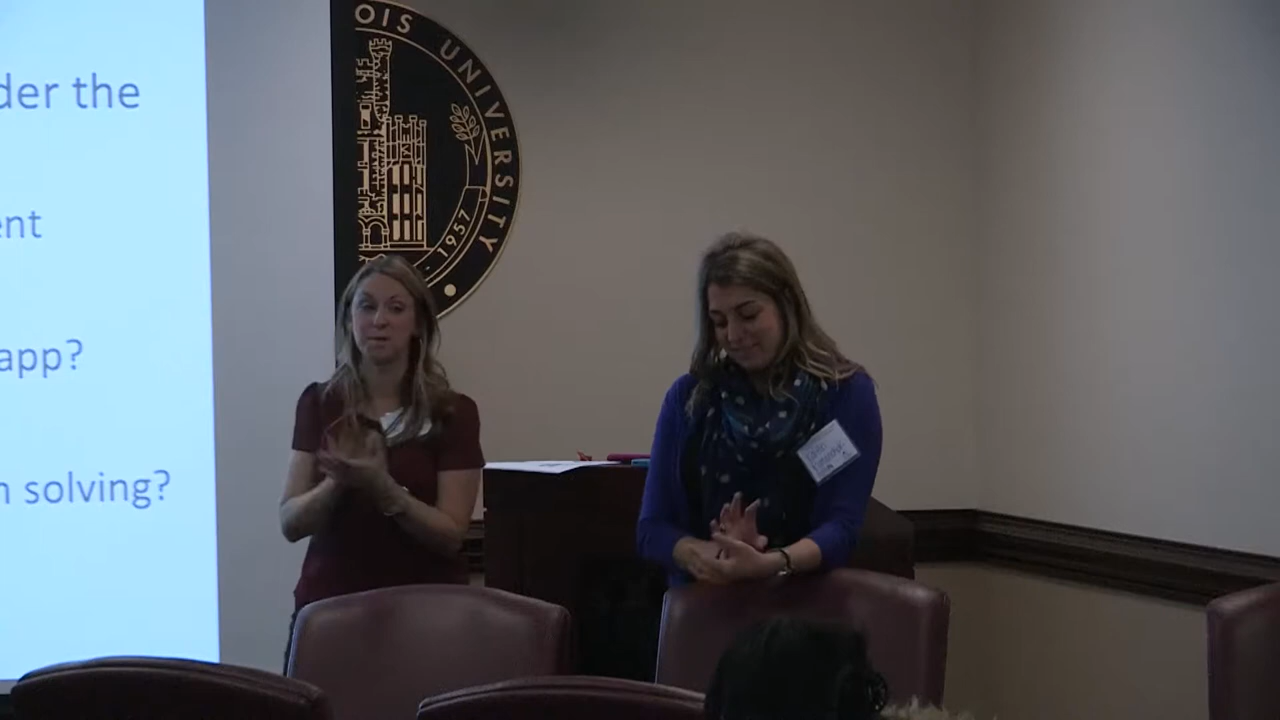 der the
ent
app?
n solving?
OIS UNIVERSITY
· 1957 ·